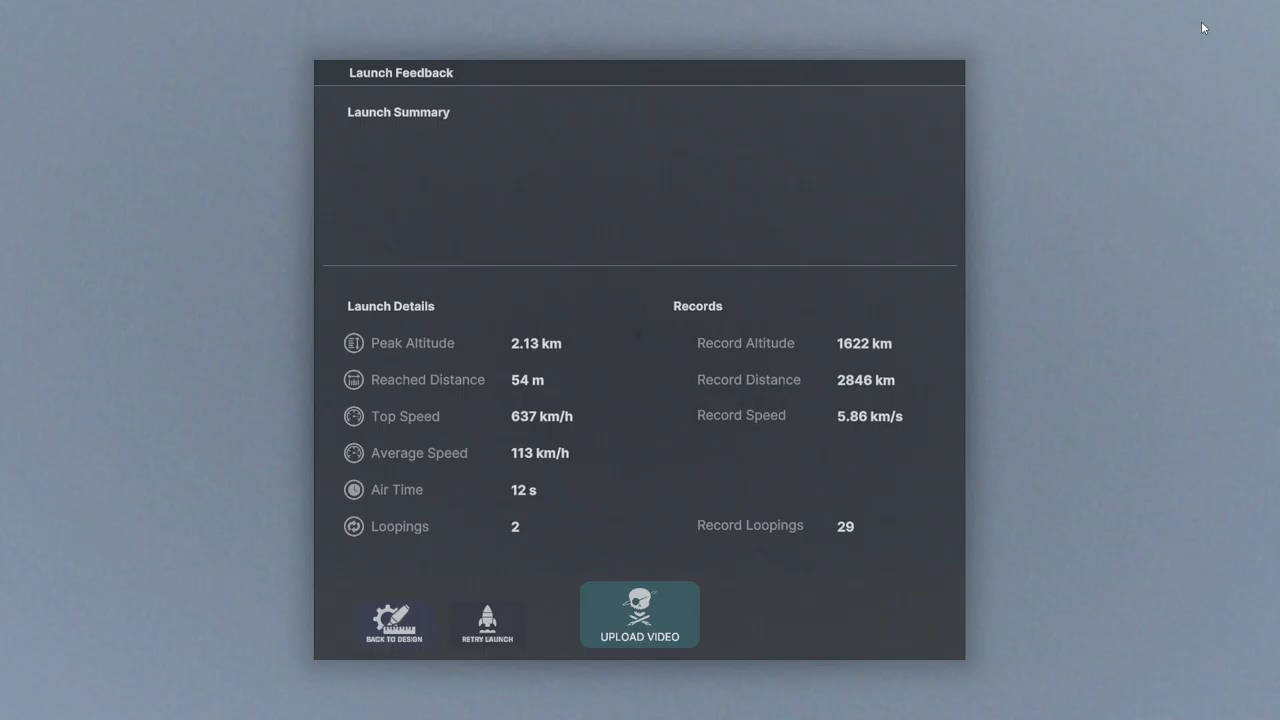 Launch Feedback
Launch Summary
Launch Details
Peak Altitude 2.13 km
Reached Distance 54 m
Top Speed 637 km/h
Average Speed 113 km/h
Air Time 12 s
Loopings 2
Records
Record Altitude 1622 km
Record Distance 2846 km
Record Speed 5.86 km/s
Record Loopings 29
BACK TO DESIGN
RETRY LAUNCH
UPLOAD VIDEO